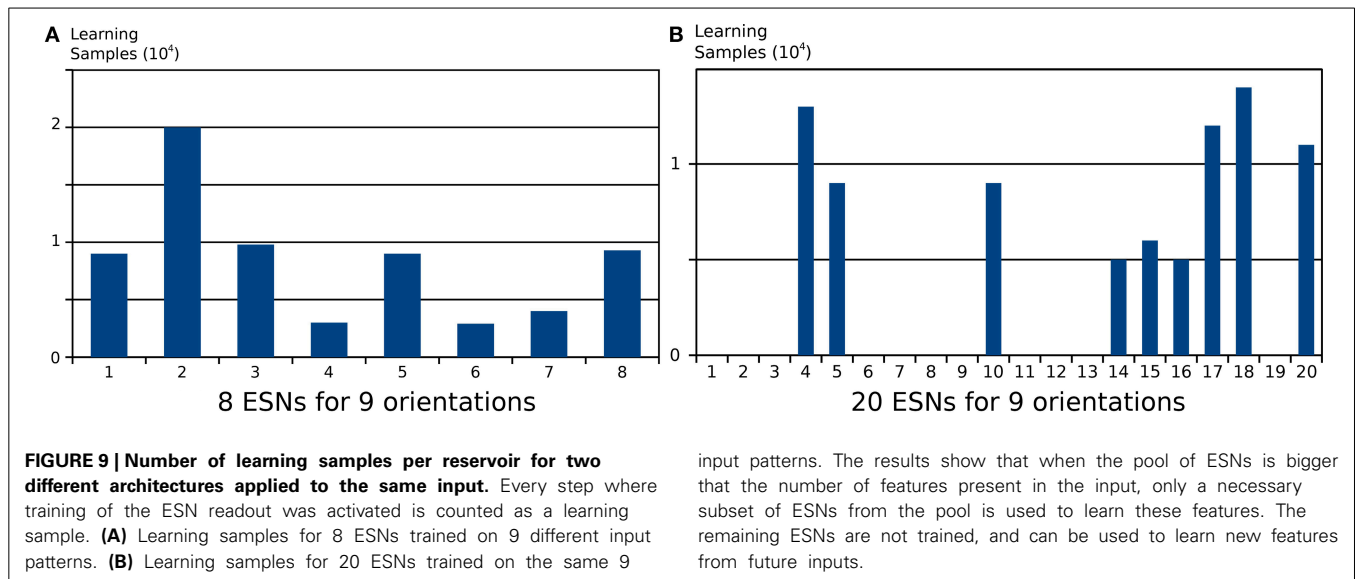 A Learning
Samples (10⁴)
2
1
0
1 2 3 4 5 6 7 8
8 ESNs for 9 orientations
B Learning
Samples (10⁴)
1
0
1 2 3 4 5 6 7 8 9 10 11 12 13 14 15 16 17 18 19 20
20 ESNs for 9 orientations
FIGURE 9 | Number of learning samples per reservoir for two
different architectures applied to the same input. Every step where
training of the ESN readout was activated is counted as a learning
sample. (A) Learning samples for 8 ESNs trained on 9 different input
patterns. (B) Learning samples for 20 ESNs trained on the same 9
input patterns. The results show that when the pool of ESNs is bigger
that the number of features present in the input, only a necessary
subset of ESNs from the pool is used to learn these features. The
remaining ESNs are not trained, and can be used to learn new features
from future inputs.